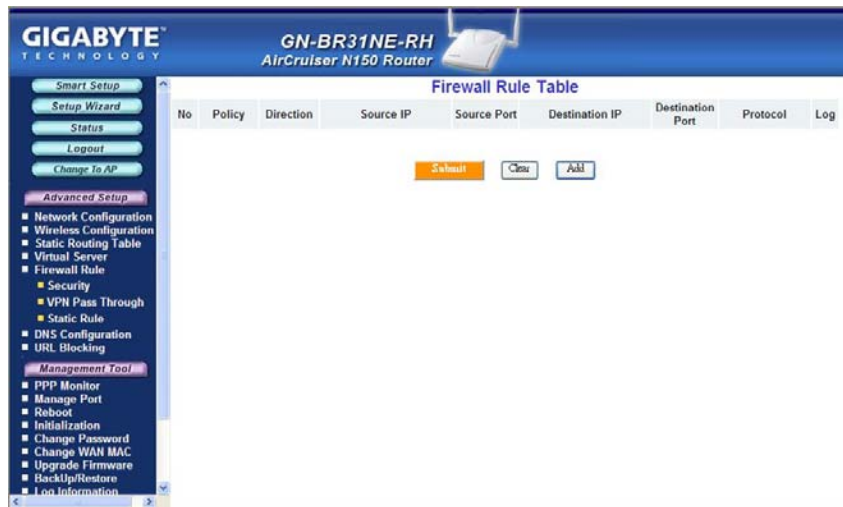 GIGABYTE™
TECHNOLOGY
GN-BR31NE-RH
AirCruiser N150 Router
Smart Setup
Setup Wizard
Status
Logout
Change To AP
Advanced Setup
Network Configuration
Wireless Configuration
Static Routing Table
Virtual Server
Firewall Rule
Security
VPN Pass Through
Static Rule
DNS Configuration
URL Blocking
Management Tool
PPP Monitor
Manage Port
Reboot
Initialization
Change Password
Change WAN MAC
Upgrade Firmware
BackUp/Restore
Log Information
Firewall Rule Table
No Policy Direction Source IP Source Port Destination IP Destination Port Protocol Log
Submit Clear Add